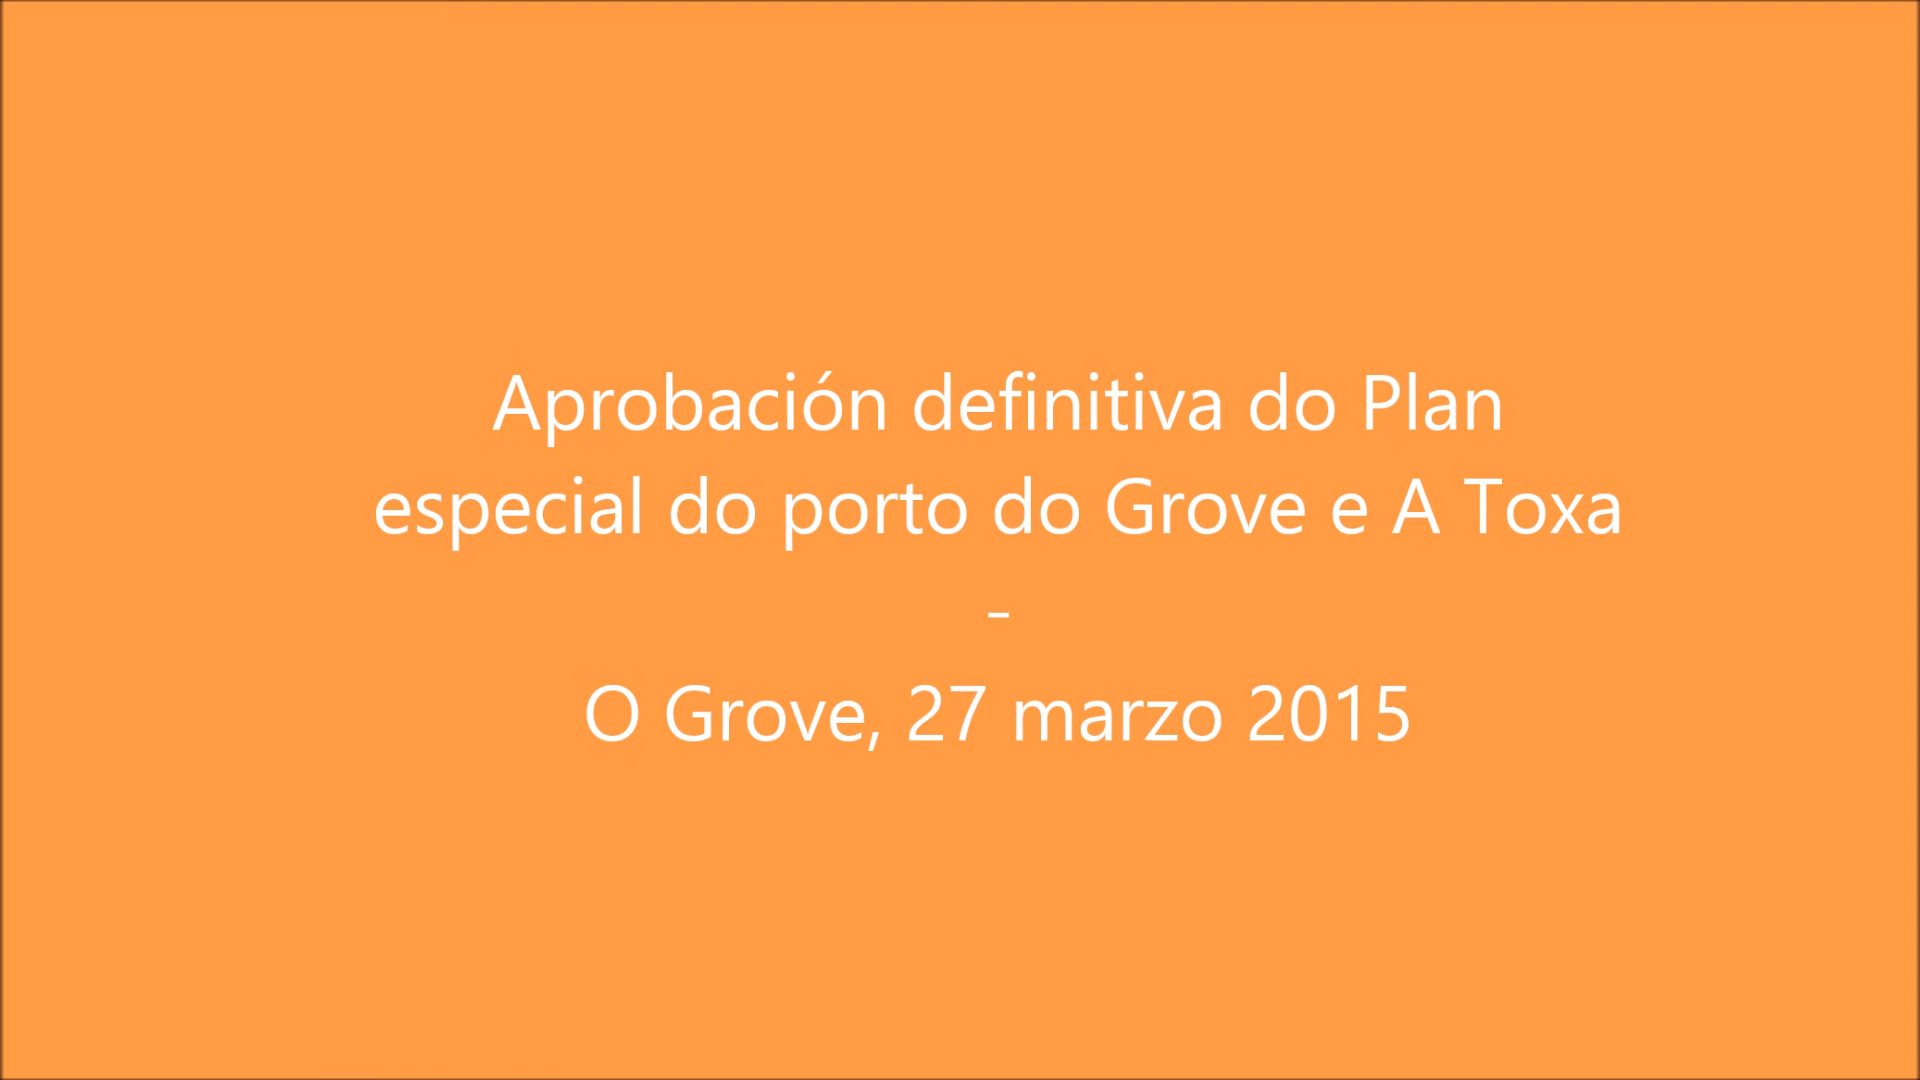 Aprobación definitiva do Plan
especial do porto do Grove e A Toxa
-
O Grove, 27 marzo 2015